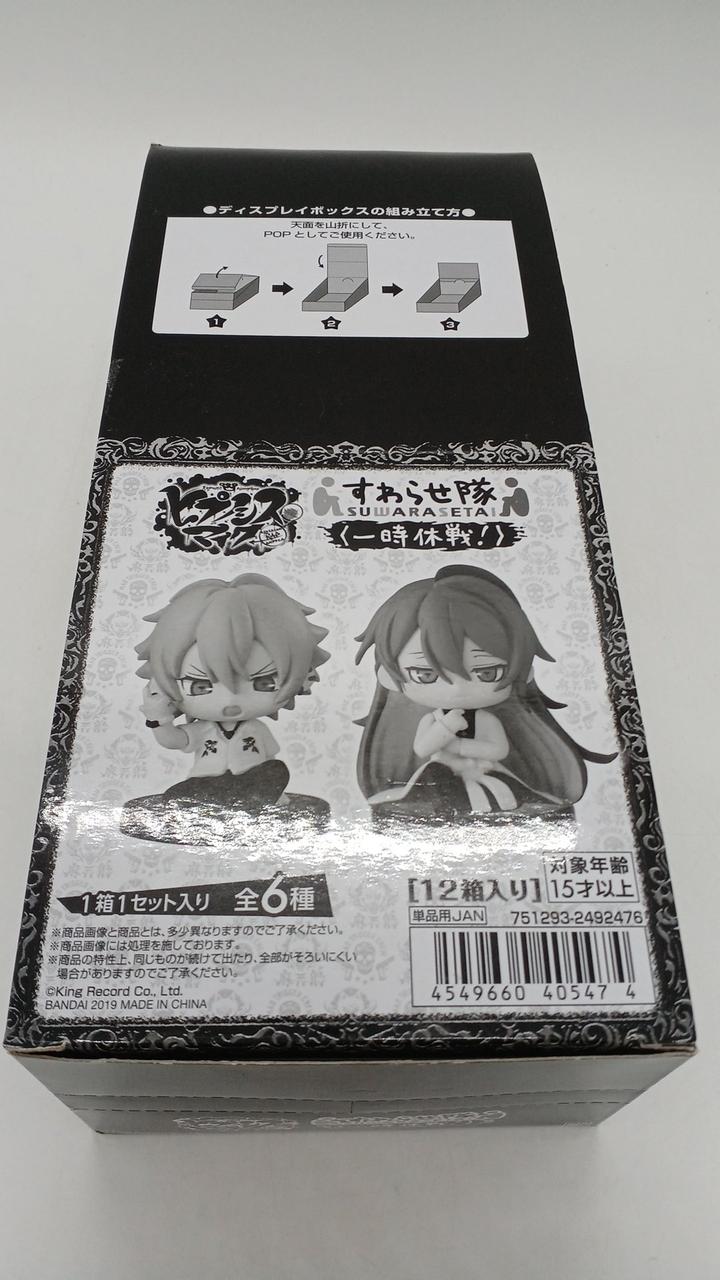 ●ディスプレイボックスの組み立て方●
天面を山折にして、
POPとしてご使用ください。
1
2
3
ヒプノシス
マイク
すわらせ隊
SUWARASETAI
〈一時休戦!〉
1箱1セット入り 全6種
[12箱入り]
対象年齢
15才以上
単品用JAN 751293-2492476
※商品画像と商品とは、多少異なりますのでご了承ください。
※商品画像には処理を施しております。
※商品の特性上、同じものが続けて出たり、全部がそろいにくい
場合がありますがご了承ください。
©King Record Co., Ltd.
BANDAI 2019 MADE IN CHINA
4549660 40547 4